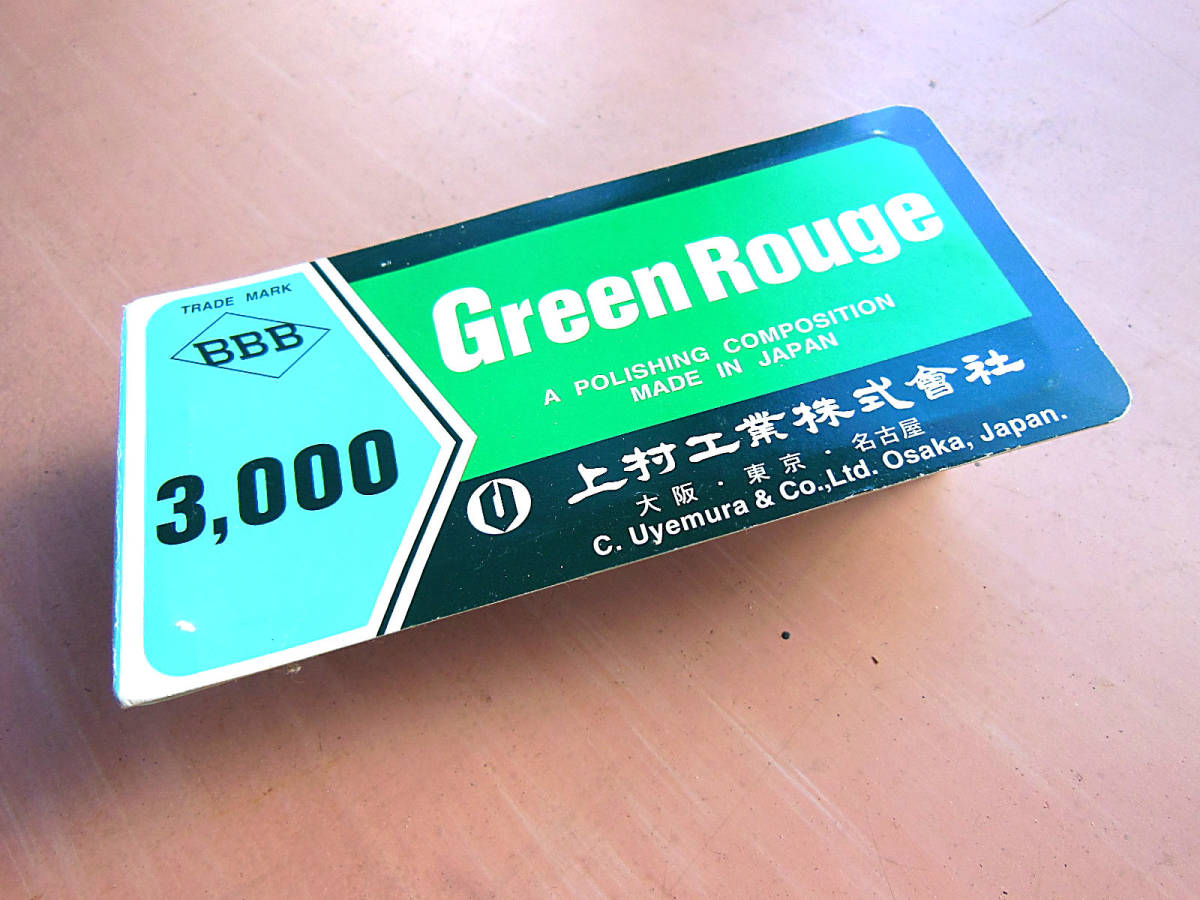 TRADE MARK
BBB
3,000
Green Rouge
A POLISHING COMPOSITION
MADE IN JAPAN
上村工業株式會社
大阪・東京・名古屋
C. Uyemura & Co.,Ltd. Osaka, Japan.